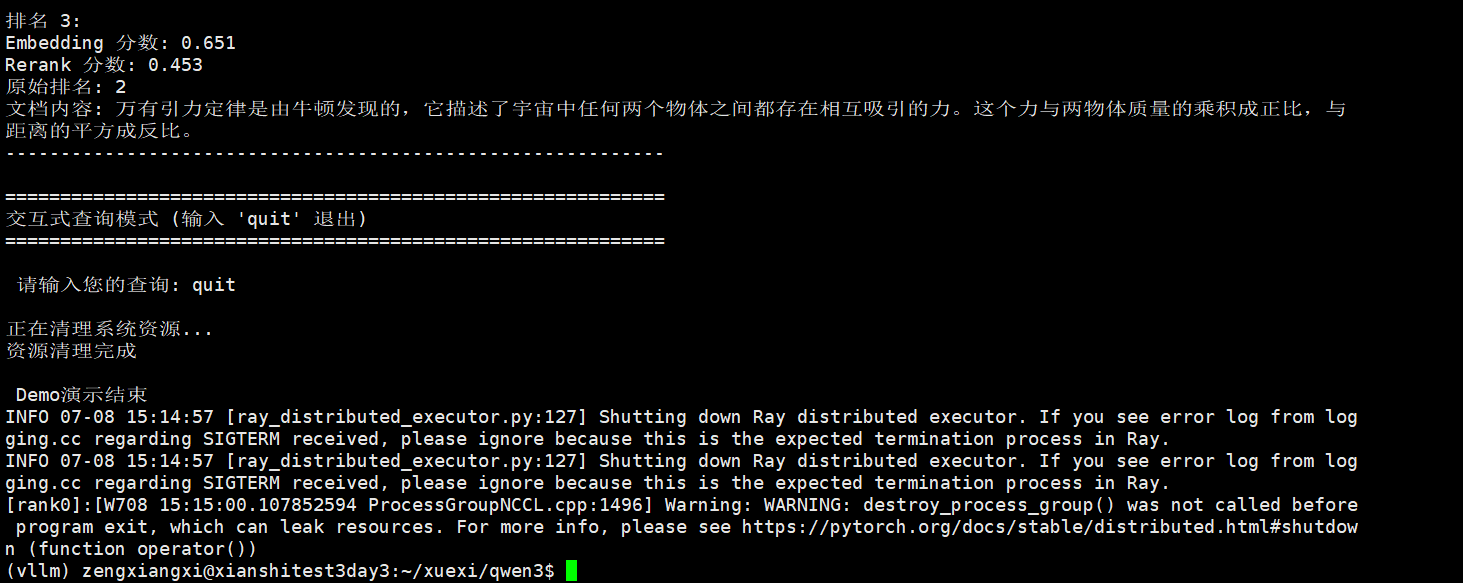 排名 3:
Embedding 分数: 0.651
Rerank 分数: 0.453
原始排名: 2
文档内容: 万有引力定律是由牛顿发现的，它描述了宇宙中任何两个物体之间都存在相互吸引的力。这个力与两物体质量的乘积成正比，与
距离的平方成反比。
------------------------------------------------------------
============================================================
交互式查询模式 (输入 'quit' 退出)
============================================================
请输入您的查询: quit
正在清理系统资源...
资源清理完成
Demo演示结束
INFO 07-08 15:14:57 [ray_distributed_executor.py:127] Shutting down Ray distributed executor. If you see error log from log
ging.cc regarding SIGTERM received, please ignore because this is the expected termination process in Ray.
INFO 07-08 15:14:57 [ray_distributed_executor.py:127] Shutting down Ray distributed executor. If you see error log from log
ging.cc regarding SIGTERM received, please ignore because this is the expected termination process in Ray.
[rank0]:[W708 15:15:00.107852594 ProcessGroupNCCL.cpp:1496] Warning: WARNING: destroy_process_group() was not called before
 program exit, which can leak resources. For more info, please see https://pytorch.org/docs/stable/distributed.html#shutdow
n (function operator())
(vllm) zengxiangxi@xianshitest3day3:~/xuexi/qwen3$